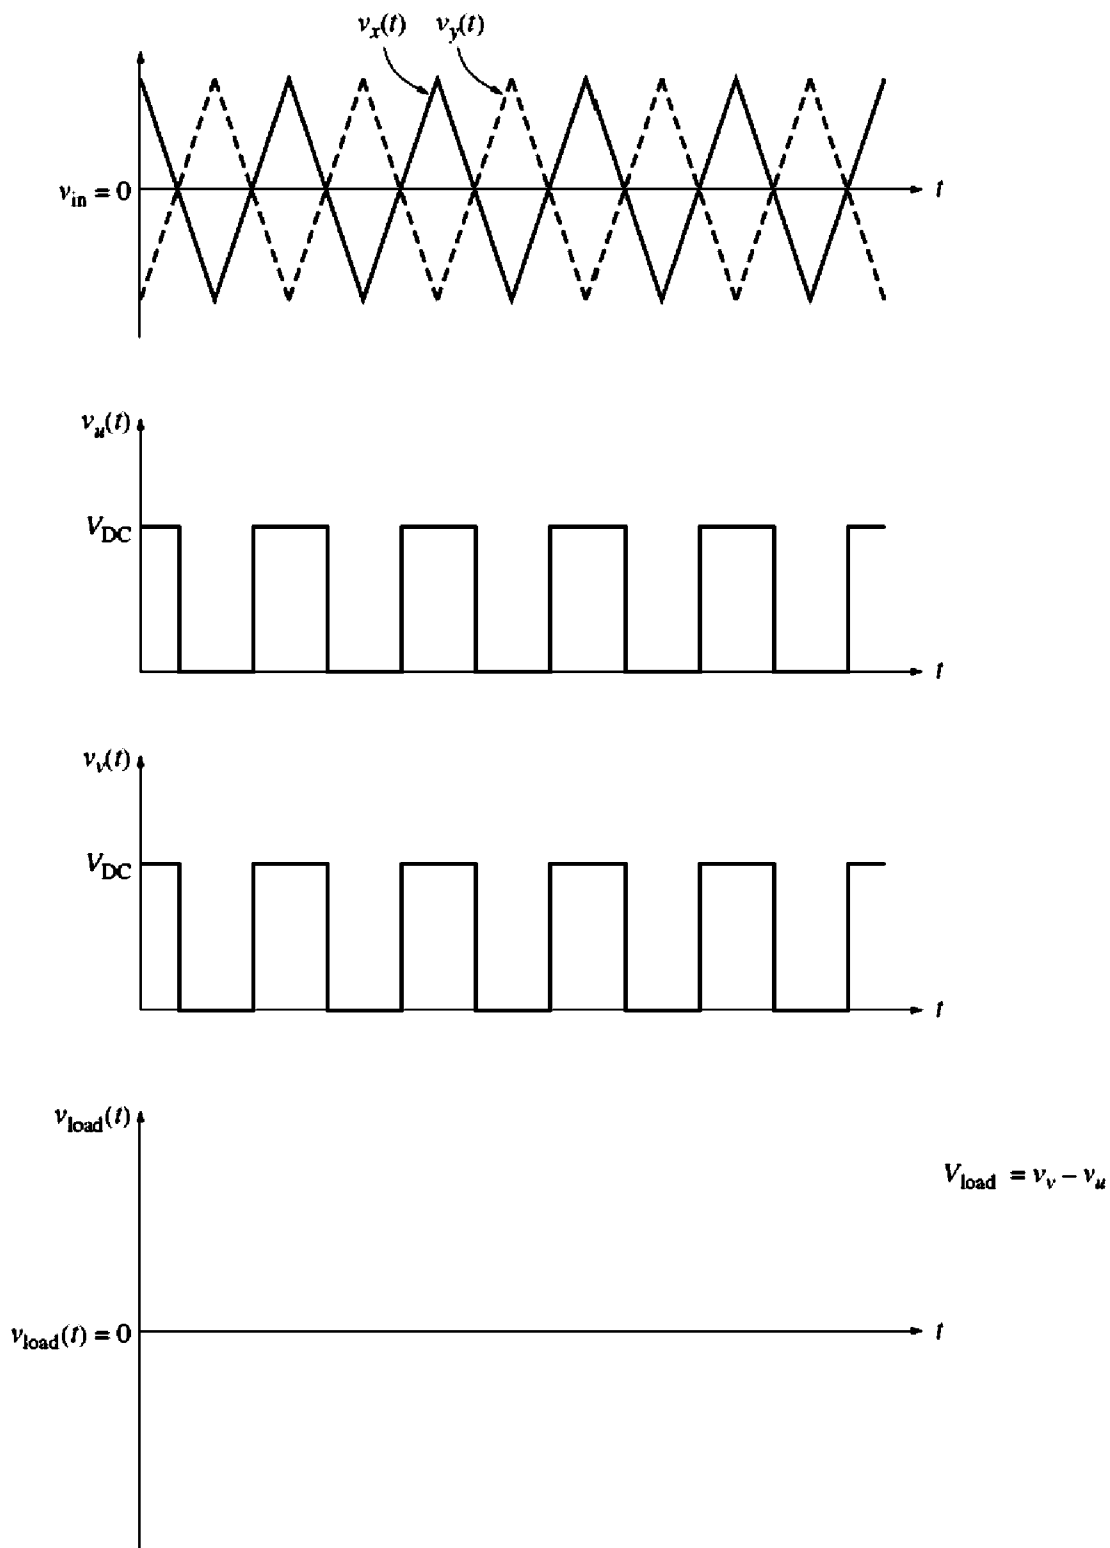 v_x(t) v_y(t)
v_in = 0
t
v_u(t)
V_DC
t
v_v(t)
V_DC
t
v_load(t)
V_load = v_v − v_u
v_load(t) = 0
t